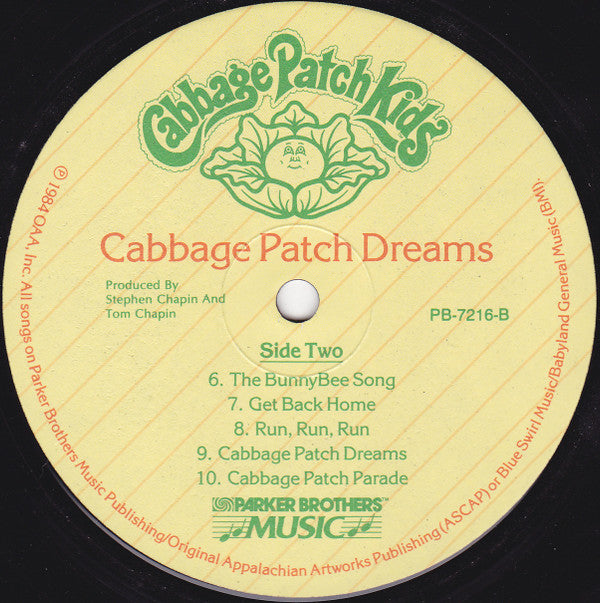 Cabbage Patch Kids
Cabbage Patch Dreams
Produced By
Stephen Chapin And
Tom Chapin
PB-7216-B
Side Two
6. The BunnyBee Song
7. Get Back Home
8. Run, Run, Run
9. Cabbage Patch Dreams
10. Cabbage Patch Parade
PARKER BROTHERS™
MUSIC
℗ 1984 OAA, Inc. All songs on Parker Brothers Music Publishing/Original Appalachian Artworks Publishing (ASCAP) or Blue Swirl Music/Babyland General Music (BMI).